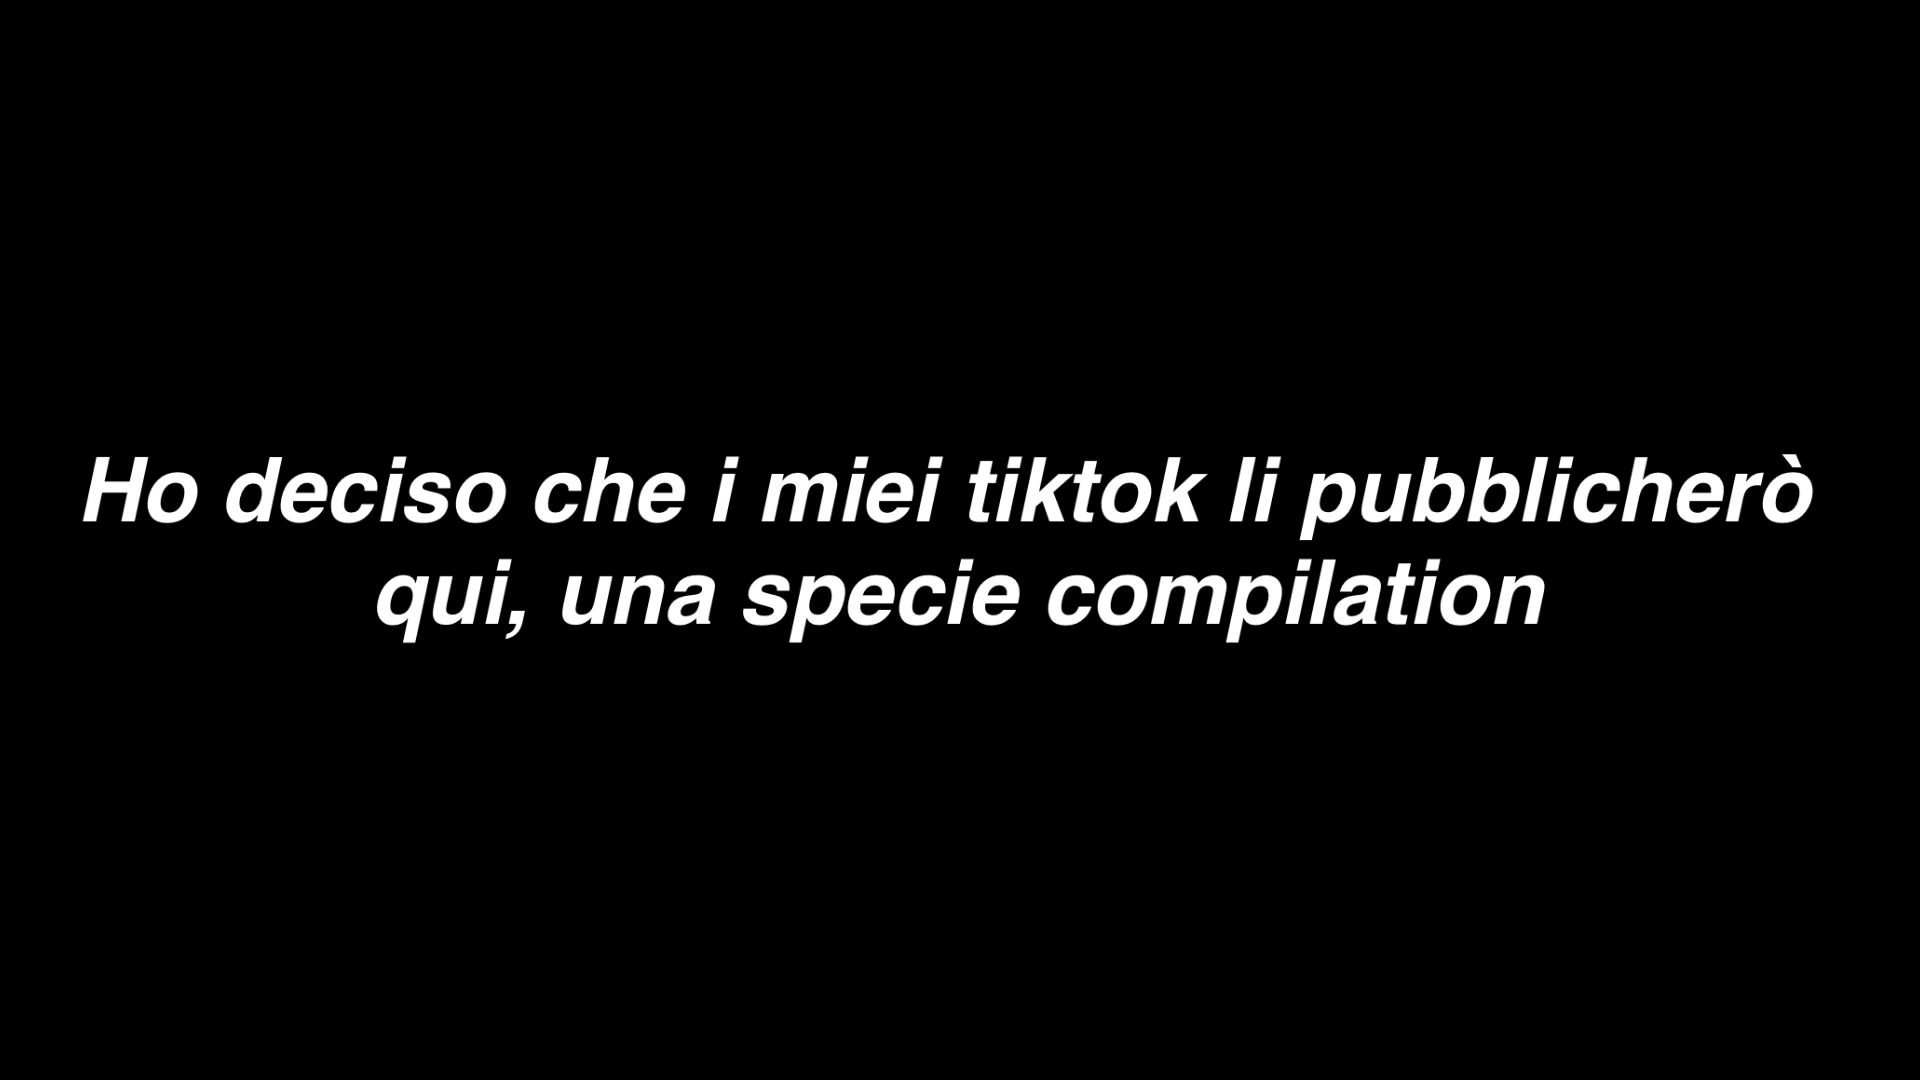 Ho deciso che i miei tiktok li pubblicherò
qui, una specie compilation